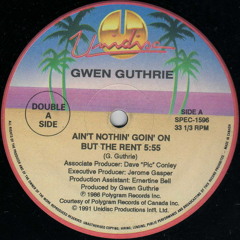 Unidisc
GWEN GUTHRIE
DOUBLE
A SIDE
SIDE A
SPEC-1596
33 1/3 RPM
AIN'T NOTHIN' GOIN' ON
BUT THE RENT 5:55
(G. Guthrie)
Associate Producer: Dave "Pic" Conley
Executive Producer: Jerome Gasper
Production Assistant: Ernertine Bell
Produced by Gwen Guthrie
℗ 1986 Polygram Records Inc.
Courtesy of Polygram Records of Canada Inc.
© 1991 Unidisc Productions Int'l. Ltd.